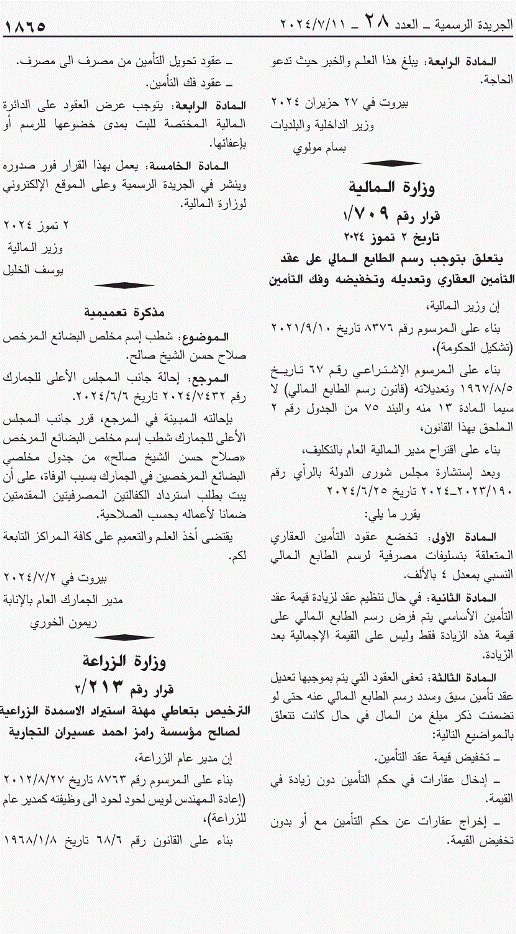 الجريدة الرسمية ــ العدد ٢٨ ــ ٢٠٢٤/٧/١١
١٨٦٥
المادة الرابعة: يبلغ هذا العلم والخبر حيث تدعو
الحاجة.
بيروت في ٢٧ حزيران ٢٠٢٤
وزير الداخلية والبلديات
بسام مولوي
وزارة المالية
قرار رقم ١/٧٠٩
تاريخ ٢ تموز ٢٠٢٤
يتعلق بتوجب رسم الطابع المالي على عقد
التأمين العقاري وتعديله وتخفيضه وفك التأمين
إن وزير المالية،
بناء على المرسوم رقم ٨٣٧٦ تاريخ ٢٠٢١/٩/١٠
(تشكيل الحكومة)،
بناء على المرسوم الإشتراعي رقم ٦٧ تاريخ
١٩٦٧/٨/٥ وتعديلاته (قانون رسم الطابع المالي) لا
سيما المادة ١٣ منه والبند ٧٥ من الجدول رقم ٢
الملحق بهذا القانون،
بناء على اقتراح مدير المالية العام بالتكليف،
وبعد إستشارة مجلس شورى الدولة بالرأي رقم
٢٠٢٣/١٩٠ـ٢٠٢٤ تاريخ ٢٠٢٤/٦/٢٥
يقرر ما يلي:
المادة الأولى: تخضع عقود التأمين العقاري
المتعلقة بتسليفات مصرفية لرسم الطابع المالي
النسبي بمعدل ٤ بالألف.
المادة الثانية: في حال تنظيم عقد لزيادة قيمة عقد
التأمين الأساسي يتم فرض رسم الطابع المالي على
قيمة هذه الزيادة فقط وليس على القيمة الإجمالية بعد
الزيادة.
المادة الثالثة: تعفى العقود التي يتم بموجبها تعديل
عقد تأمين سبق وسدد رسم الطابع المالي عنه حتى لو
تضمنت ذكر مبلغ من المال في حال كانت تتعلق
بالمواضيع التالية:
ــ تخفيض قيمة عقد التأمين.
ــ إدخال عقارات في حكم التأمين دون زيادة في
القيمة.
ــ إخراج عقارات عن حكم التأمين مع أو بدون
تخفيض القيمة.
ــ عقود تحويل التأمين من مصرف الى مصرف.
ــ عقود فك التأمين.
المادة الرابعة: يتوجب عرض العقود على الدائرة
المالية المختصة للبت بمدى خضوعها للرسم أو
بإعفائها.
المادة الخامسة: يعمل بهذا القرار فور صدوره
وينشر في الجريدة الرسمية وعلى الموقع الإلكتروني
لوزارة المالية.
٢ تموز ٢٠٢٤
وزير المالية
يوسف الخليل
مذكرة تعميمية
الموضوع: شطب إسم مخلص البضائع المرخص
صلاح حسن الشيخ صالح.
المرجع: إحالة جانب المجلس الأعلى للجمارك
رقم ٢٠٢٤/٧٤٣٢ تاريخ ٢٠٢٤/٦/٦.
بإحالته المبينة في المرجع، قرر جانب المجلس
الأعلى للجمارك شطب إسم مخلص البضائع المرخص
«صلاح حسن الشيخ صالح» من جدول مخلصي
البضائع المرخصين في الجمارك بسبب الوفاة، على أن
يبت بطلب استرداد الكفالتين المصرفيتين المقدمتين
ضمانا لأعماله بحسب الصلاحية.
يقتضى أخذ العلم والتعميم على كافة المراكز التابعة
لكم.
بيروت في ٢٠٢٤/٧/٢
مدير الجمارك العام بالإنابة
ريمون الخوري
وزارة الزراعة
قرار رقم ٢/٢١٣
الترخيص بتعاطي مهنة استيراد الاسمدة الزراعية
لصالح مؤسسة رامز احمد عسيران التجارية
إن مدير عام الزراعة،
بناء على المرسوم رقم ٨٧٦٣ تاريخ ٢٠١٢/٨/٢٧
(إعادة المهندس لويس لحود لحود الى وظيفته كمدير عام
للزراعة)،
بناء على القانون رقم ٦٨/٦ تاريخ ١٩٦٨/١/٨